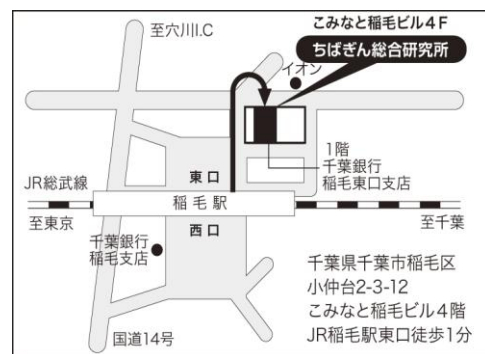 こみなと稲毛ビル4F
ちばぎん総合研究所
至穴川I.C
イオン
1階
千葉銀行
稲毛東口支店
東口
JR総武線
稲毛駅
至東京
至千葉
西口
千葉銀行
稲毛支店
国道14号
千葉県千葉市稲毛区
小仲台2-3-12
こみなと稲毛ビル4階
JR稲毛駅東口徒歩1分